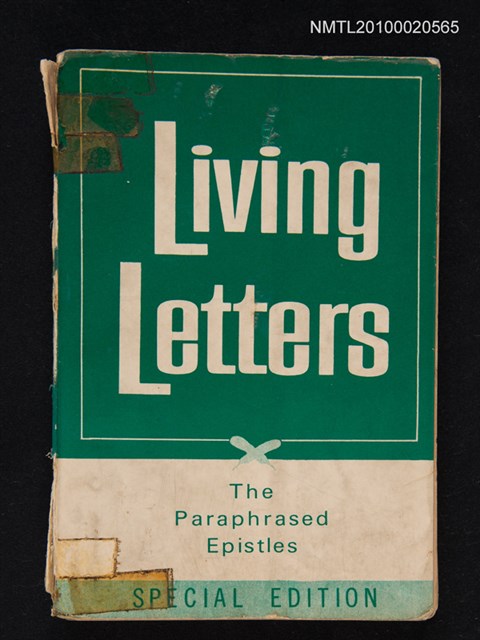 NMTL20100020565
Living
Letters
The
Paraphrased
Epistles
SPECIAL EDITION